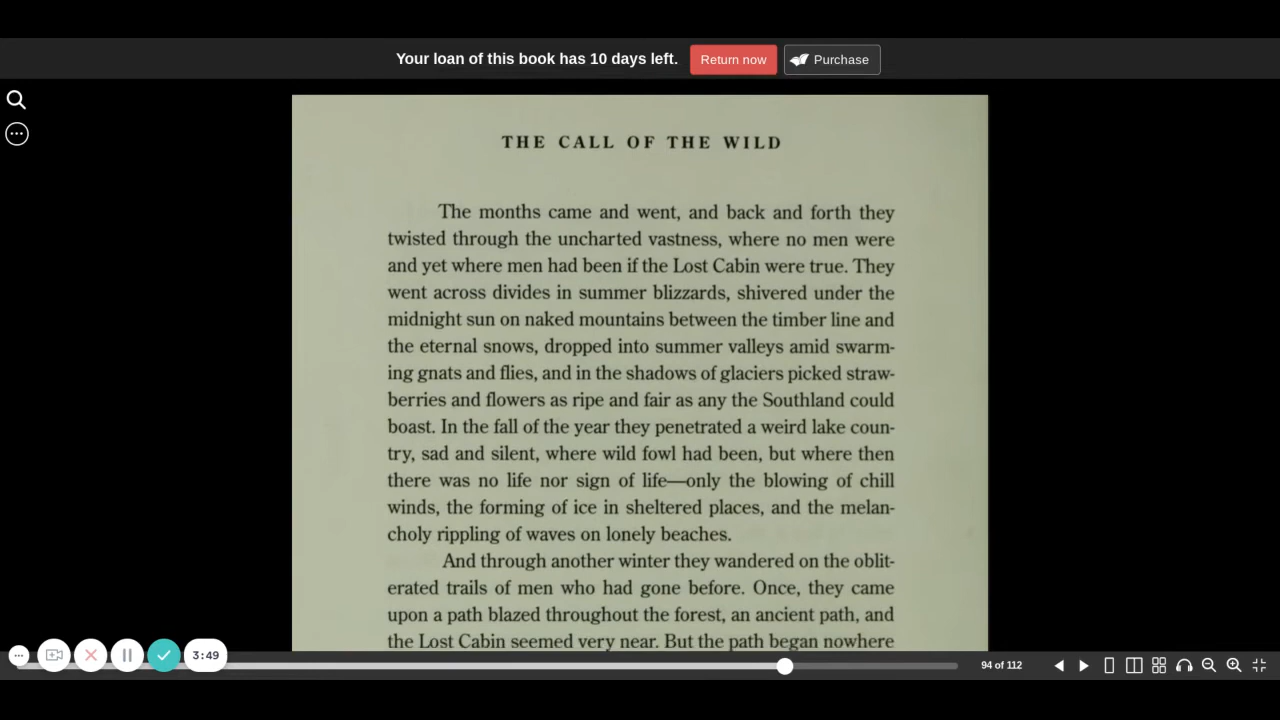 Your loan of this book has 10 days left. Return now Purchase
THE CALL OF THE WILD
The months came and went, and back and forth they
twisted through the uncharted vastness, where no men were
and yet where men had been if the Lost Cabin were true. They
went across divides in summer blizzards, shivered under the
midnight sun on naked mountains between the timber line and
the eternal snows, dropped into summer valleys amid swarm-
ing gnats and flies, and in the shadows of glaciers picked straw-
berries and flowers as ripe and fair as any the Southland could
boast. In the fall of the year they penetrated a weird lake coun-
try, sad and silent, where wild fowl had been, but where then
there was no life nor sign of life—only the blowing of chill
winds, the forming of ice in sheltered places, and the melan-
choly rippling of waves on lonely beaches.
And through another winter they wandered on the oblit-
erated trails of men who had gone before. Once, they came
upon a path blazed throughout the forest, an ancient path, and
the Lost Cabin seemed very near. But the path began nowhere
3:49
94 of 112